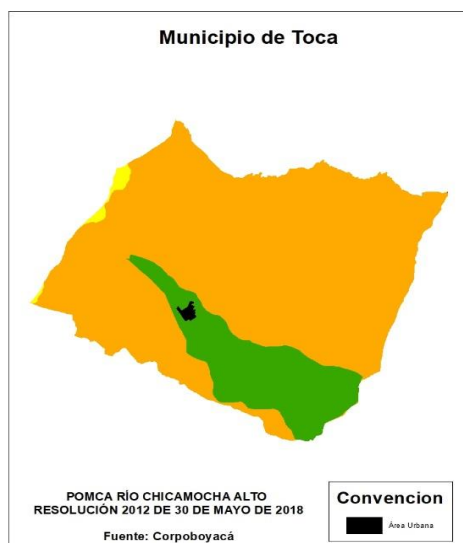 Municipio de Toca
POMCA RÍO CHICAMOCHA ALTO
RESOLUCIÓN 2012 DE 30 DE MAYO DE 2018
Fuente: Corpoboyacá
Convencion
Área Urbana